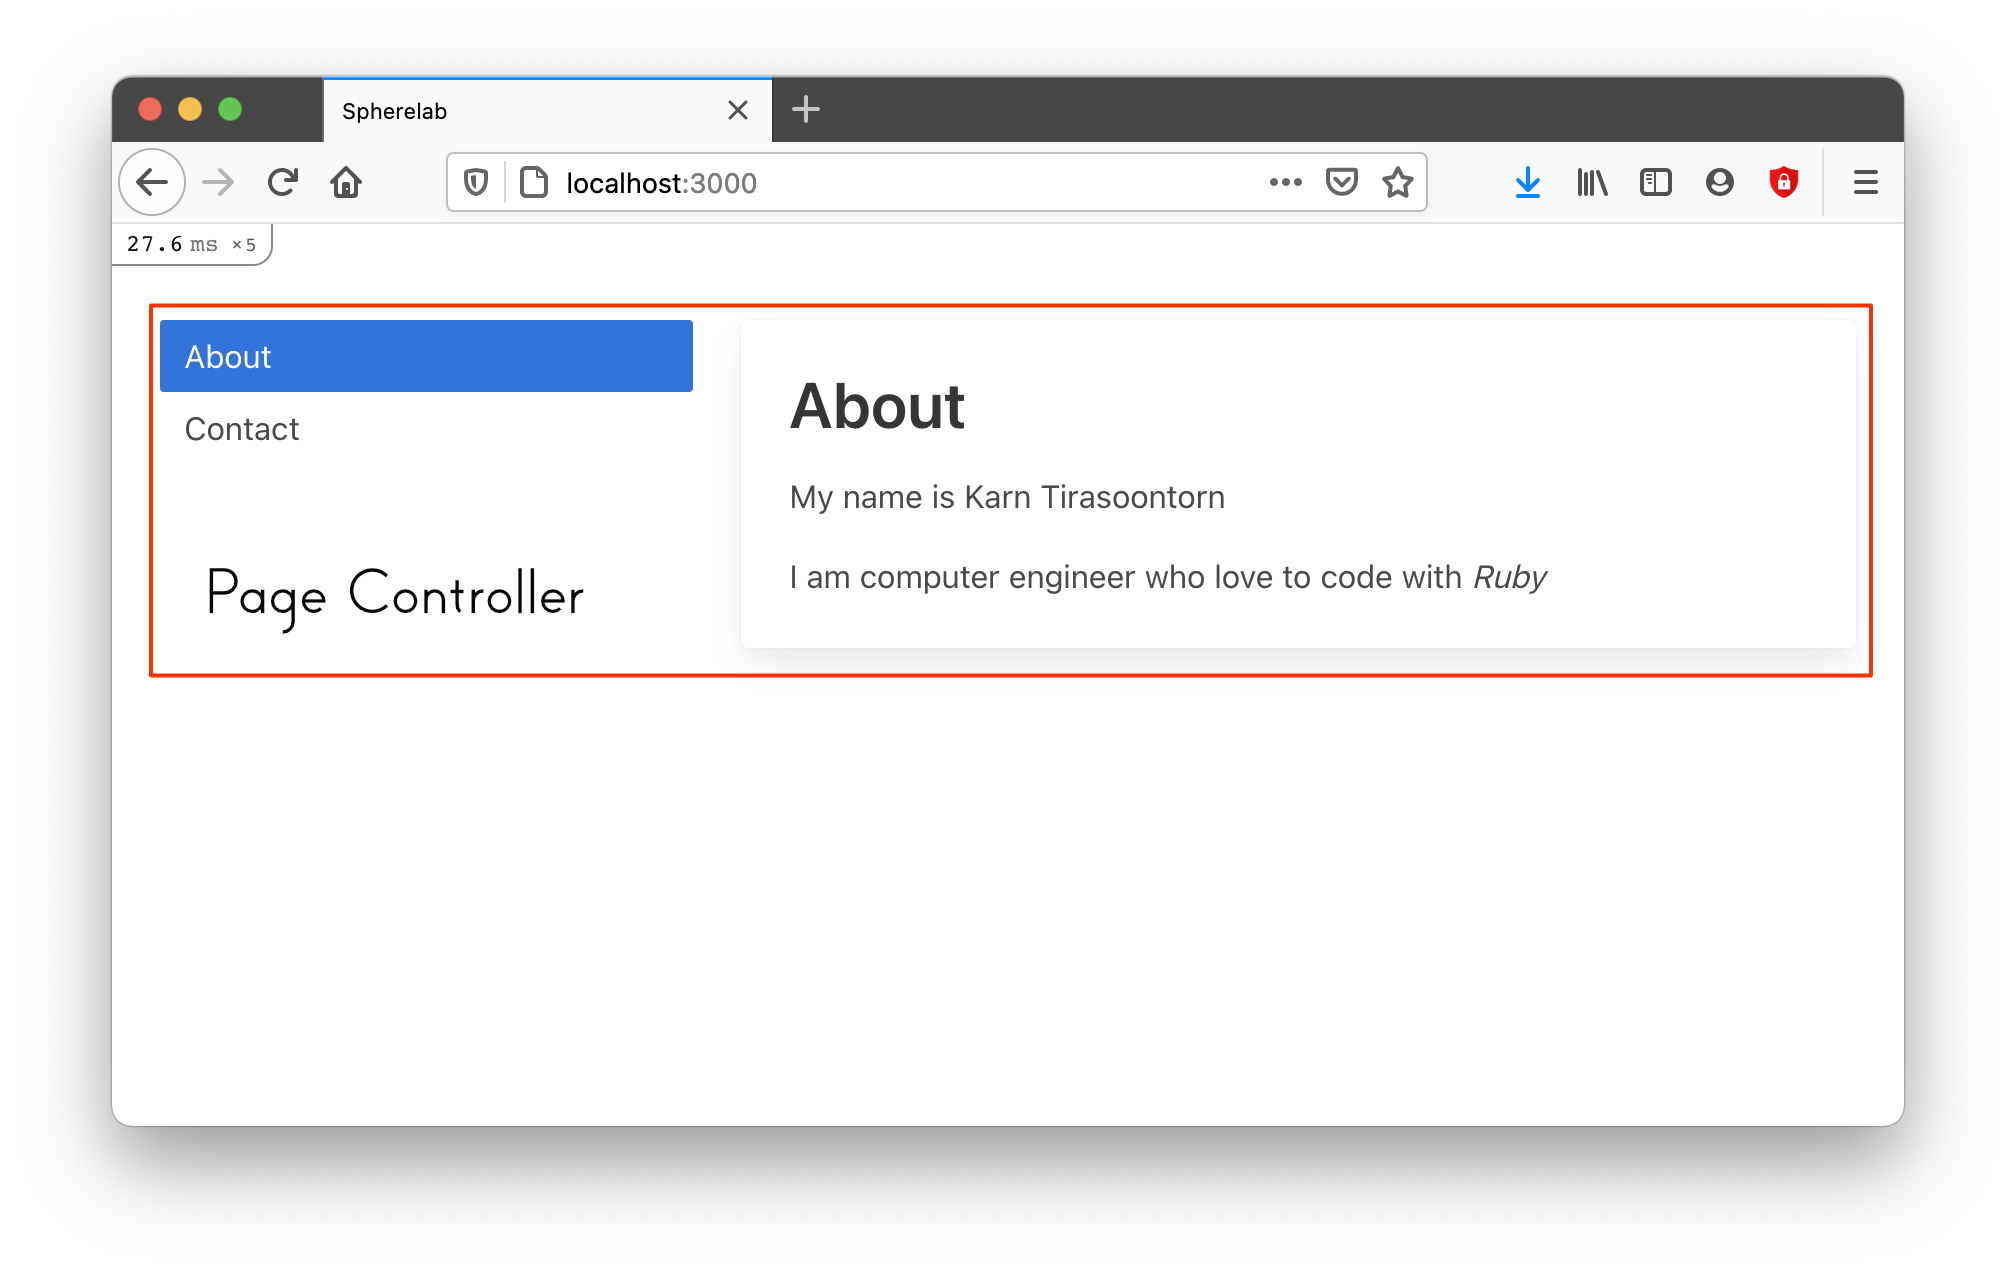 Spherelab
localhost:3000
27.6 ms ×5
About
Contact
Page Controller
About
My name is Karn Tirasoontorn
I am computer engineer who love to code with Ruby